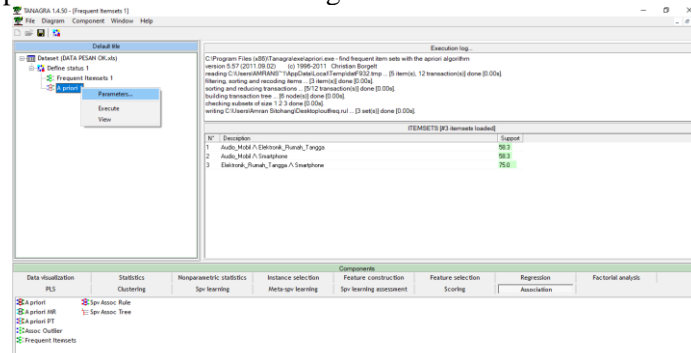 TANAGRA 1.4.50 - [Frequent Itemsets 1]
File Diagram Component Window Help
Default title
Dataset (DATA PESAN OK.xls)
Define status 1
Frequent Itemsets 1
A priori
Parameters...
Execute
View
Execution log...
C:\Program Files (x86)\Tanagra\exe\apriori.exe - find frequent item sets with the apriori algorithm
version 5.57 (2011.09.02) (c) 1996-2011 Christian Borgelt
reading ... [5 item(s), 12 transaction(s)] done [0.00s].
filtering, sorting and recoding items ... [3 item(s)] done [0.00s].
sorting and reducing transactions ... [5/12 transaction(s)] done [0.00s].
building transaction tree ... [6 node(s)] done [0.00s].
checking subsets of size 1 2 3 done [0.00s].
writing C:\Users\Amran Sitohang\Desktop\outfreq.rul ... [3 set(s)] done [0.00s].
ITEMSETS [#3 itemsets loaded]
N° Description Support
1 Audio_Mobil /\ Elektronik_Rumah_Tangga 58.3
2 Audio_Mobil /\ Smartphone 58.3
3 Elektronik_Rumah_Tangga /\ Smartphone 75.0
Components
Data visualization Statistics Nonparametric statistics Instance selection Feature construction Feature selection Regression Factorial analysis
PLS Clustering Spv learning Meta-spv learning Spv learning assessment Scoring Association
A priori Spv Assoc Rule
A priori MR Spv Assoc Tree
A priori PT
Assoc Outlier
Frequent Itemsets